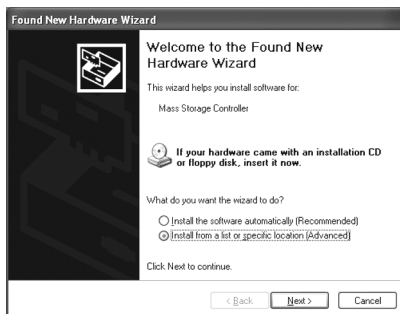 Found New Hardware Wizard
Welcome to the Found New
Hardware Wizard
This wizard helps you install software for:
Mass Storage Controller
If your hardware came with an installation CD
or floppy disk, insert it now.
What do you want the wizard to do?
Install the software automatically (Recommended)
Install from a list or specific location (Advanced)
Click Next to continue.
< Back
Next >
Cancel